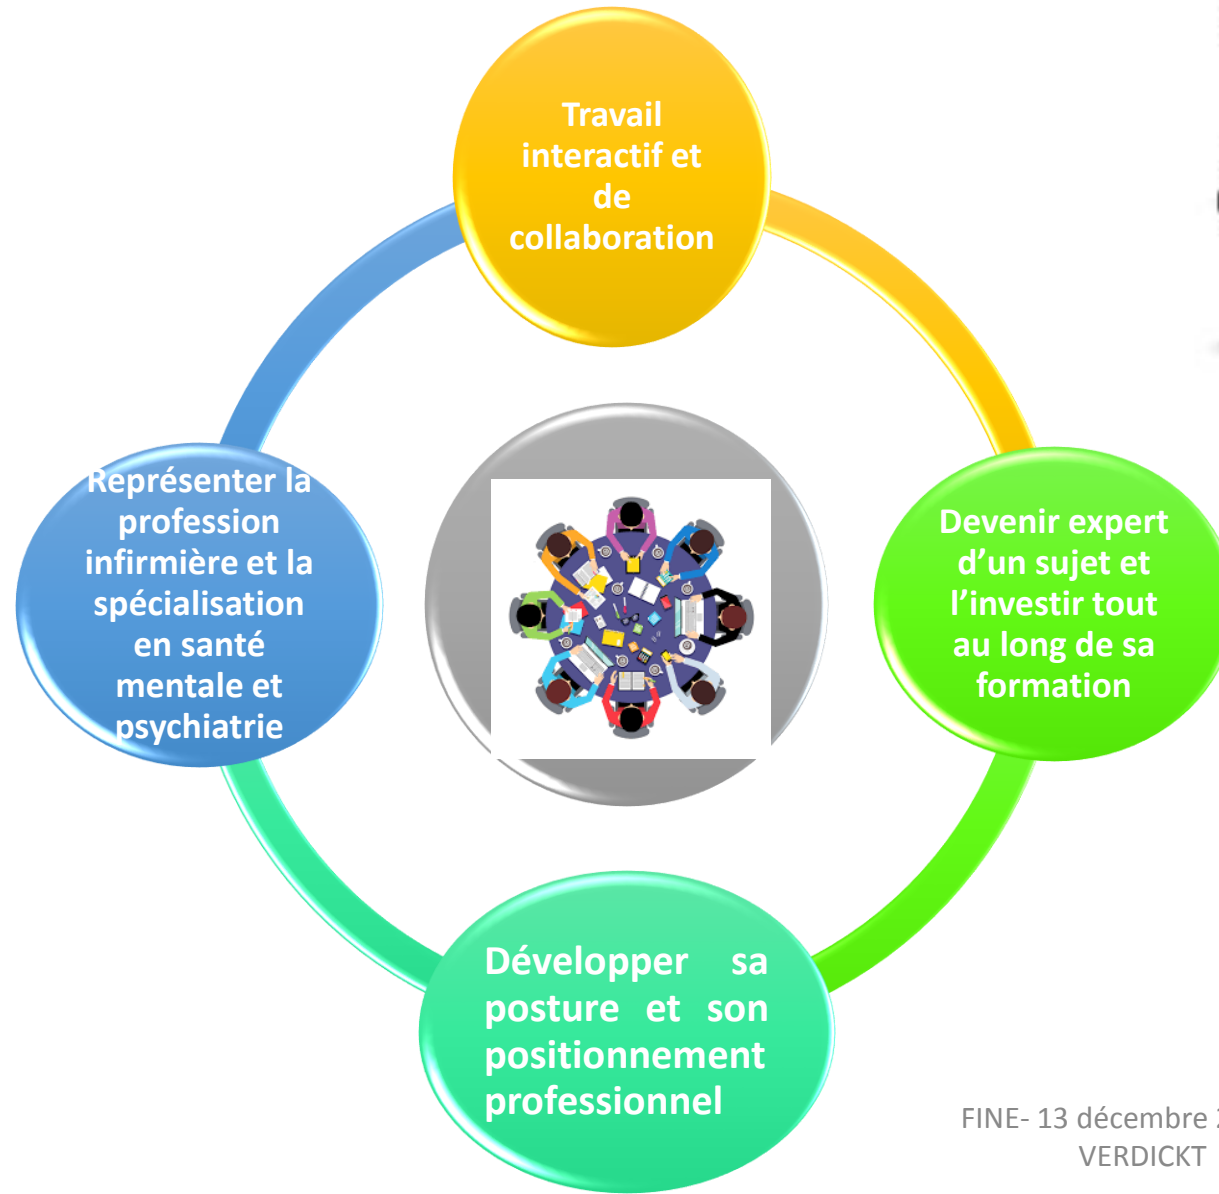 Travail
interactif et
de
collaboration
Représenter la
profession
infirmière et la
spécialisation
en santé
mentale et
psychiatrie
Devenir expert
d’un sujet et
l’investir tout
au long de sa
formation
Développer sa
posture et son
positionnement
professionnel
FINE- 13 décembre
VERDICKT